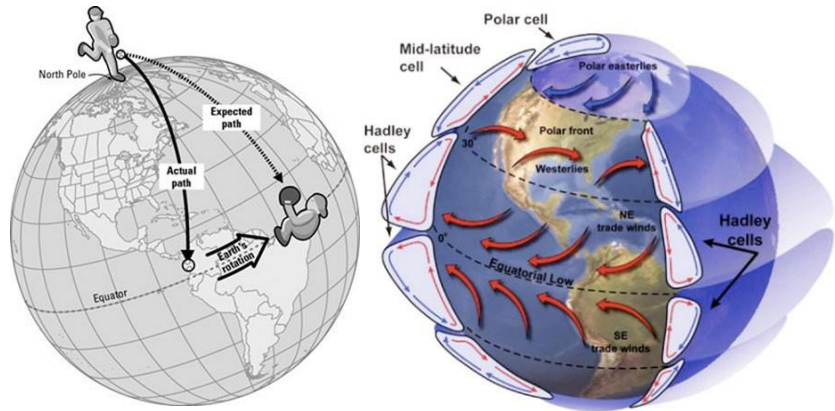 North Pole
Expected
path
Actual
path
Earth's
rotation
Equator
Polar cell
Mid-latitude
cell
Hadley
cells
Polar easterlies
30°
Polar front
Westerlies
NE
trade winds
Hadley
cells
0°
Equatorial Low
SE
trade winds